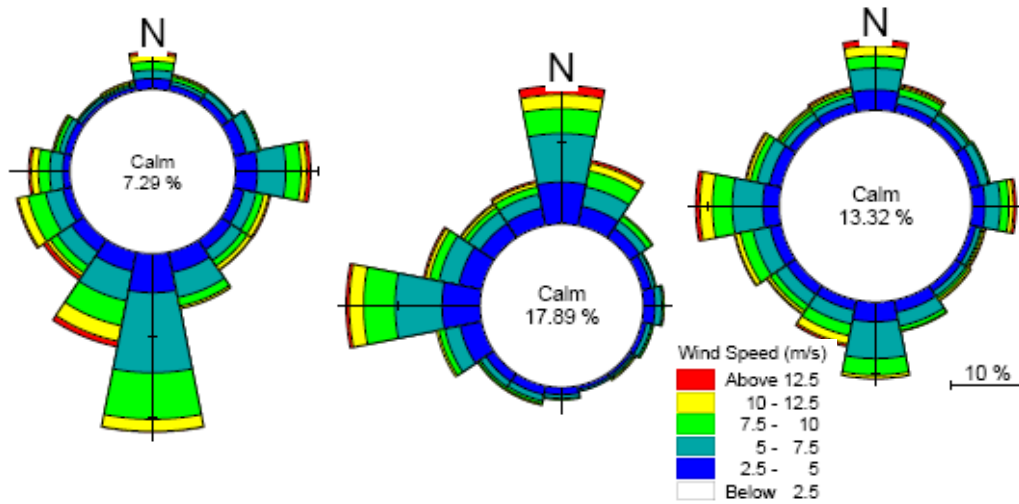 N
Calm
7.29 %
N
Calm
17.89 %
N
Calm
13.32 %
Wind Speed (m/s)
Above 12.5
10 - 12.5
7.5 - 10
5 - 7.5
2.5 - 5
Below 2.5
10 %